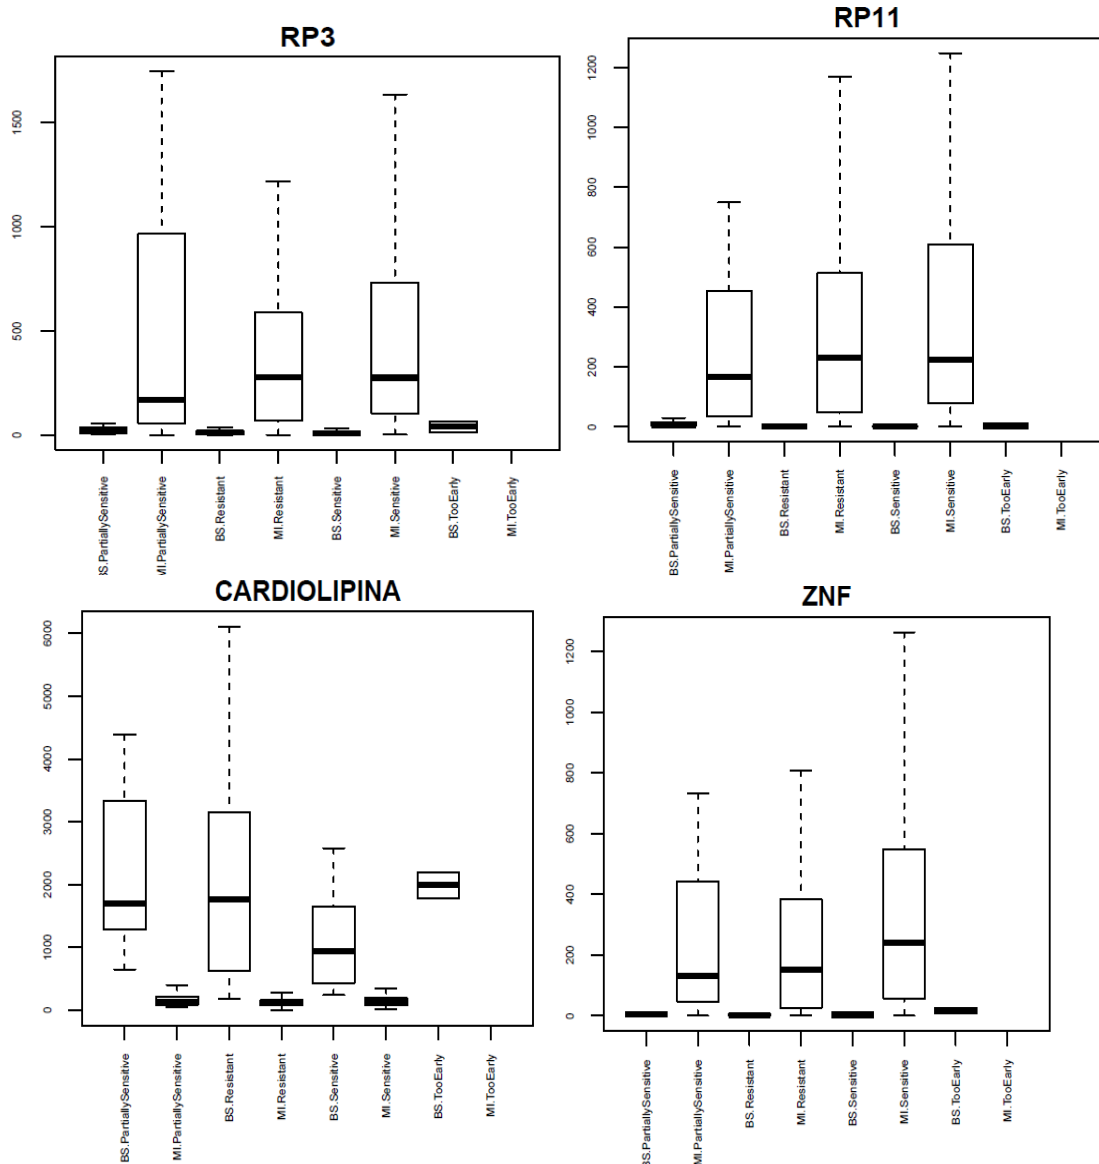 RP3
1500
1000
500
0
BS.PartiallySensitive
MI.PartiallySensitive
BS.Resistant
MI.Resistant
BS.Sensitive
MI.Sensitive
BS.TooEarly
MI.TooEarly
RP11
1200
1000
800
600
400
200
0
BS.PartiallySensitive
MI.PartiallySensitive
BS.Resistant
MI.Resistant
BS.Sensitive
MI.Sensitive
BS.TooEarly
MI.TooEarly
CARDIOLIPINA
6000
5000
4000
3000
2000
1000
0
BS.PartiallySensitive
MI.PartiallySensitive
BS.Resistant
MI.Resistant
BS.Sensitive
MI.Sensitive
BS.TooEarly
MI.TooEarly
ZNF
1200
1000
800
600
400
200
0
BS.PartiallySensitive
MI.PartiallySensitive
BS.Resistant
MI.Resistant
BS.Sensitive
MI.Sensitive
BS.TooEarly
MI.TooEarly